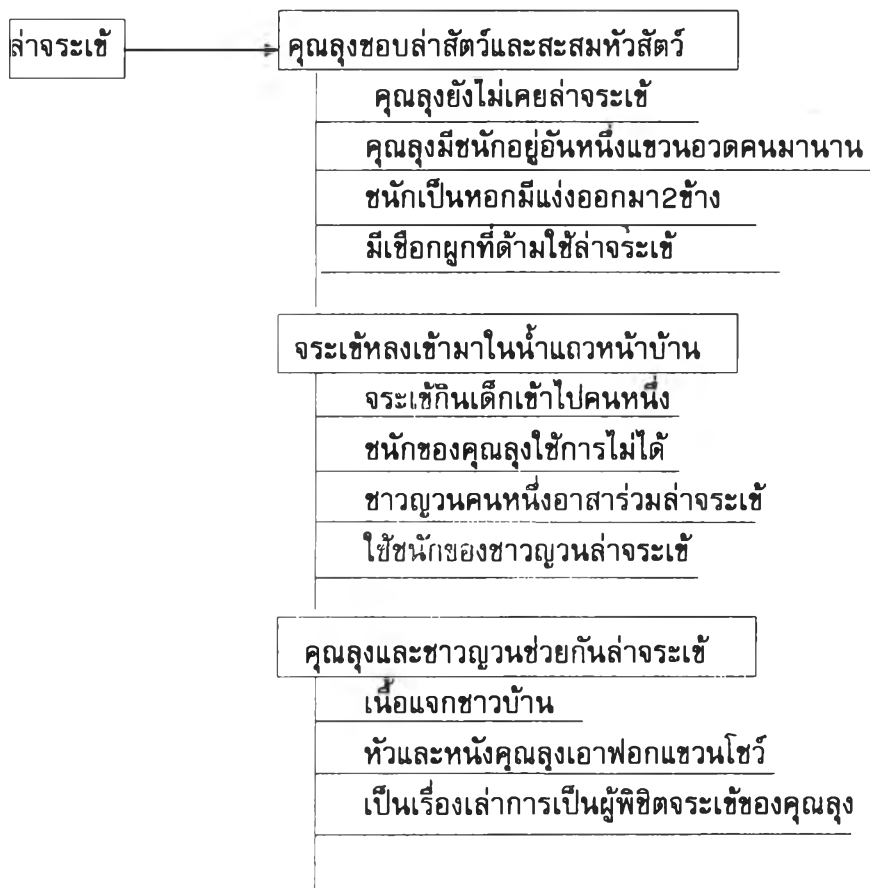 ล่าจระเข้
คุณลุงชอบล่าสัตว์และสะสมหัวสัตว์
คุณลุงยังไม่เคยล่าจระเข้
คุณลุงมีชนักอยู่อันหนึ่งแขวนอวดคนมานาน
ชนักเป็นหอกมีแง่งออกมา2ข้าง
มีเชือกผูกที่ด้ามใช้ล่าจระเข้
จระเข้หลงเข้ามาในน้ำแถวหน้าบ้าน
จระเข้กินเด็กเข้าไปคนหนึ่ง
ชนักของคุณลุงใช้การไม่ได้
ชาวญวนคนหนึ่งอาสาร่วมล่าจระเข้
ใช้ชนักของชาวญวนล่าจระเข้
คุณลุงและชาวญวนช่วยกันล่าจระเข้
เนื้อแจกชาวบ้าน
หัวและหนังคุณลุงเอาฟอกแขวนโชว์
เป็นเรื่องเล่าการเป็นผู้พิชิตจระเข้ของคุณลุง